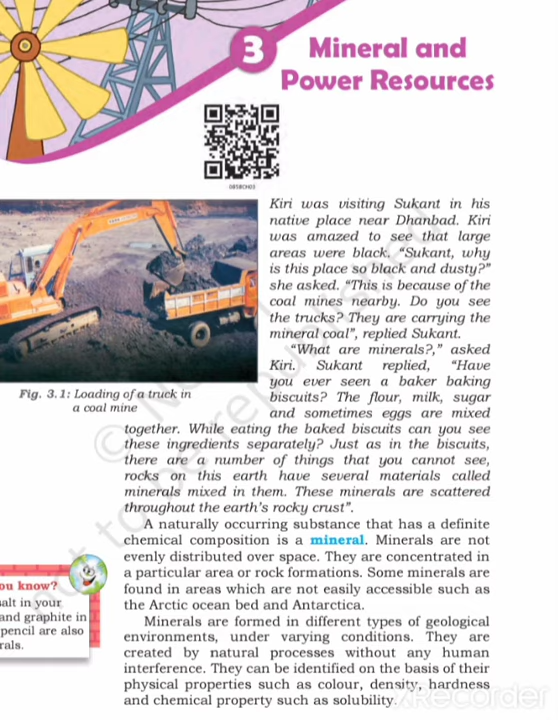 3
Mineral and
Power Resources
0858CH03
Kiri was visiting Sukant in his
native place near Dhanbad. Kiri
was amazed to see that large
areas were black. “Sukant, why
is this place so black and dusty?”
she asked. “This is because of the
coal mines nearby. Do you see
the trucks? They are carrying the
mineral coal”, replied Sukant.
“What are minerals?,” asked
Kiri. Sukant replied, “Have
you ever seen a baker baking
biscuits? The flour, milk, sugar
and sometimes eggs are mixed
together. While eating the baked biscuits can you see
these ingredients separately? Just as in the biscuits,
there are a number of things that you cannot see,
rocks on this earth have several materials called
minerals mixed in them. These minerals are scattered
throughout the earth’s rocky crust”.
Fig. 3.1: Loading of a truck in
a coal mine
A naturally occurring substance that has a definite
chemical composition is a mineral. Minerals are not
evenly distributed over space. They are concentrated in
a particular area or rock formations. Some minerals are
found in areas which are not easily accessible such as
the Arctic ocean bed and Antarctica.
Minerals are formed in different types of geological
environments, under varying conditions. They are
created by natural processes without any human
interference. They can be identified on the basis of their
physical properties such as colour, density, hardness
and chemical property such as solubility.
ou know?
salt in your
and graphite in
pencil are also
rals.
XRecorder